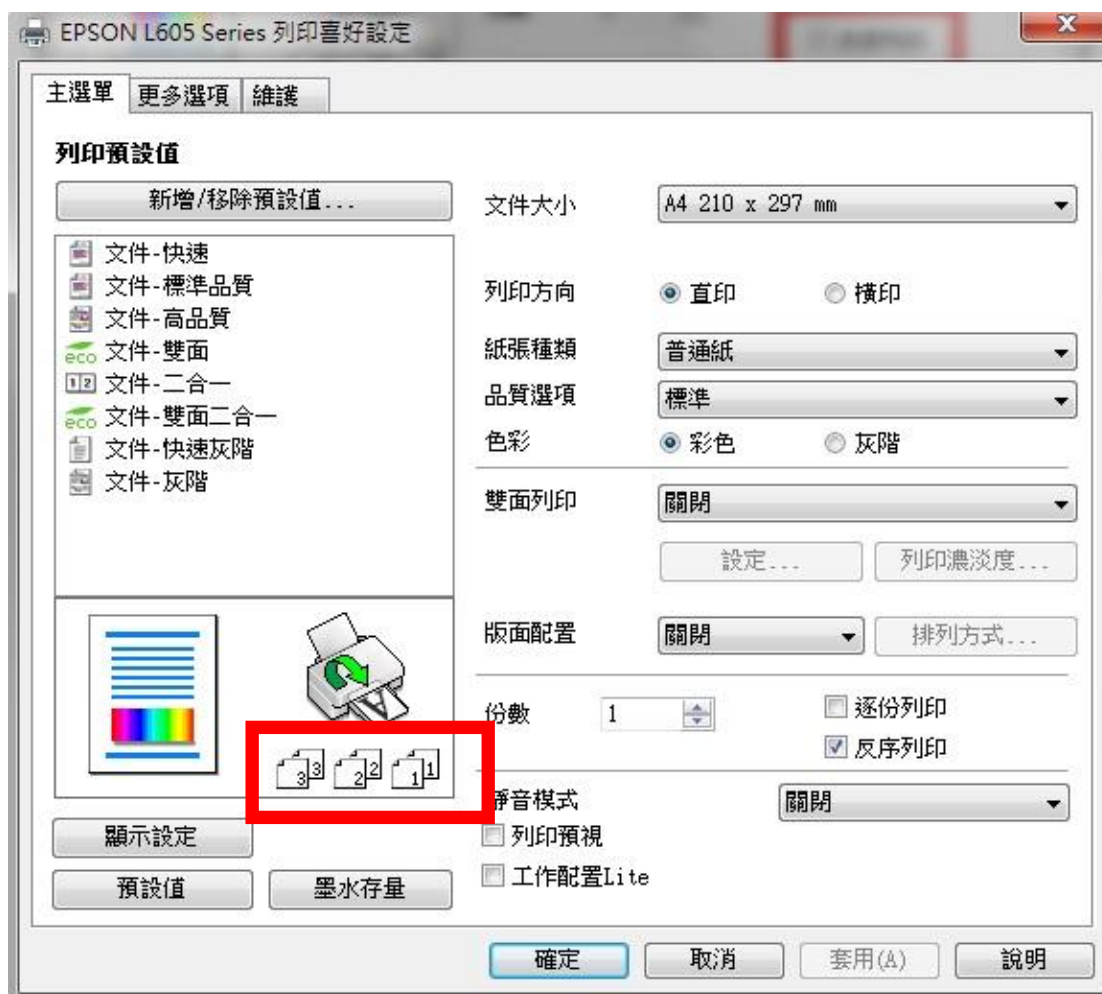 EPSON L605 Series 列印喜好設定
主選單 更多選項 維護
列印預設值
新增/移除預設值...
文件-快速
文件-標準品質
文件-高品質
eco 文件-雙面
1 2 文件-二合一
eco 文件-雙面二合一
文件-快速灰階
文件-灰階
3 3 2 2 1 1
顯示設定
預設值 墨水存量
文件大小 A4 210 x 297 mm
列印方向 直印 橫印
紙張種類 普通紙
品質選項 標準
色彩 彩色 灰階
雙面列印 關閉
設定... 列印濃淡度...
版面配置 關閉 排列方式...
份數 1 逐份列印
反序列印
靜音模式 關閉
列印預視
工作配置Lite
確定 取消 套用(A) 說明